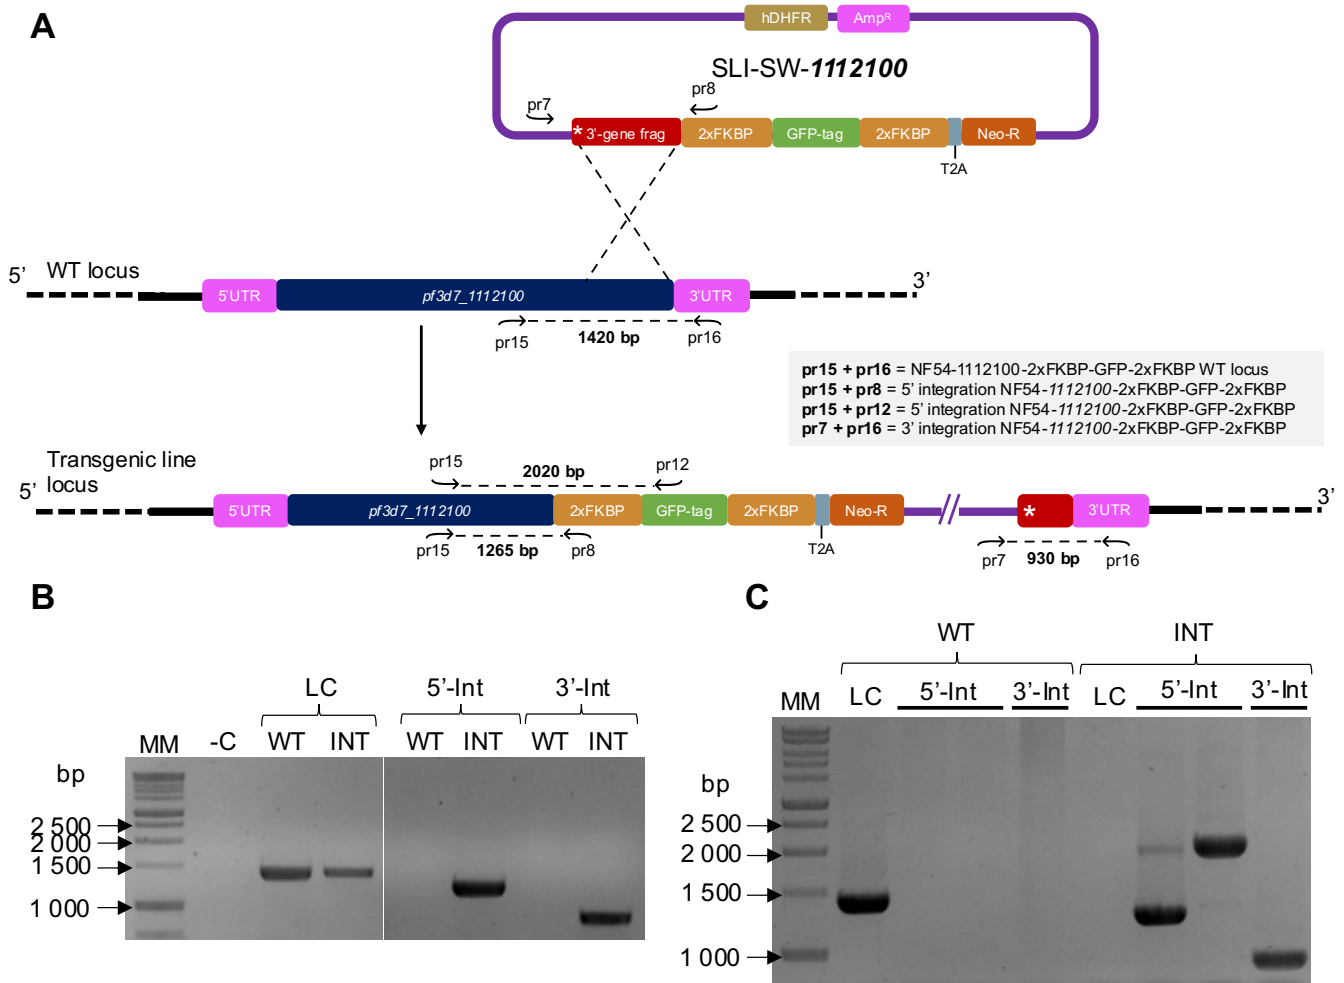 A
hDHFR
Ampᴿ
SLI-SW-1112100
pr7
pr8
* 3'-gene frag
2xFKBP
GFP-tag
2xFKBP
Neo-R
T2A
5’
WT locus
3’
5'UTR
pf3d7_1112100
3'UTR
pr15
1420 bp
pr16
pr15 + pr16 = NF54-1112100-2xFKBP-GFP-2xFKBP WT locus
pr15 + pr8 = 5’ integration NF54-1112100-2xFKBP-GFP-2xFKBP
pr15 + pr12 = 5’ integration NF54-1112100-2xFKBP-GFP-2xFKBP
pr7 + pr16 = 3’ integration NF54-1112100-2xFKBP-GFP-2xFKBP
Transgenic line
locus
5’
3’
pr15
2020 bp
pr12
5'UTR
pf3d7_1112100
2xFKBP
GFP-tag
2xFKBP
Neo-R
*
3'UTR
T2A
pr15
1265 bp
pr8
pr7
930 bp
pr16
B
LC
5’-Int
3’-Int
MM
-C
WT
INT
WT
INT
WT
INT
bp
2 500
2 000
1 500
1 000
C
WT
INT
MM
LC
5’-Int
3’-Int
LC
5’-Int
3’-Int
bp
2 500
2 000
1 500
1 000